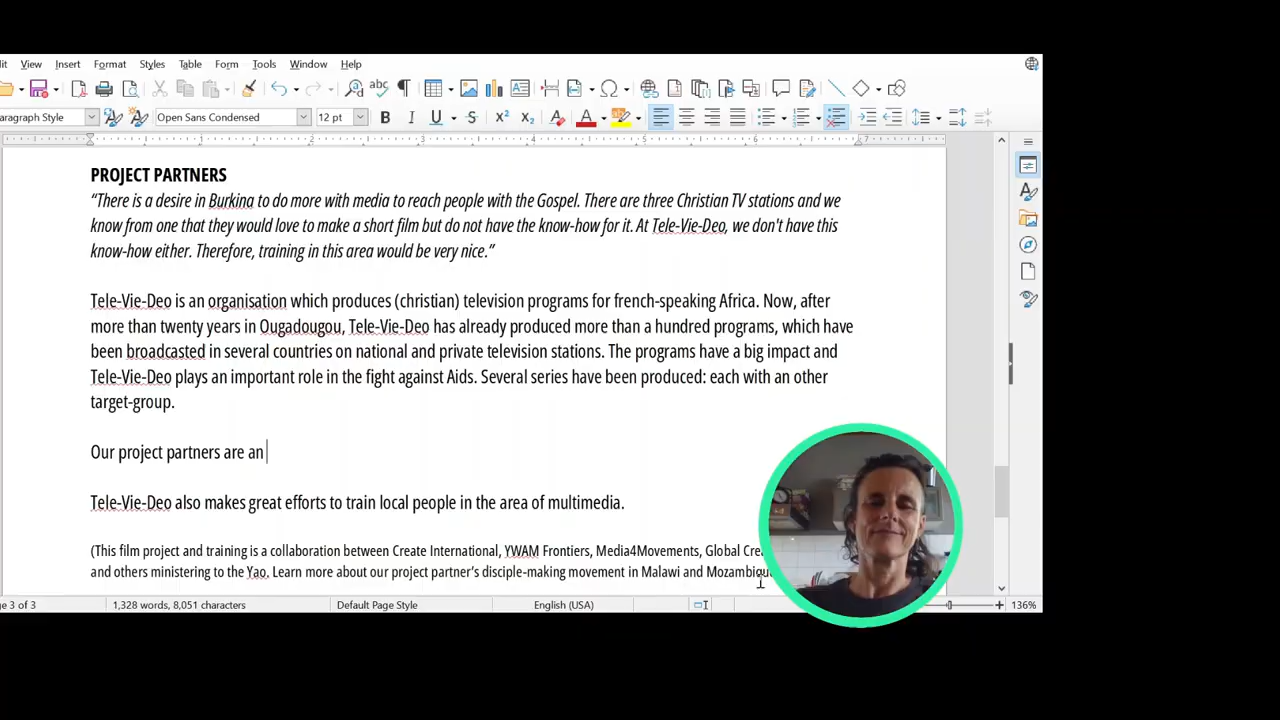 it View Insert Format Styles Table Form Tools Window Help
aragraph Style Open Sans Condensed 12 pt B I U S X² X₂ A A
1 2 3 4 5 6 7
PROJECT PARTNERS
“There is a desire in Burkina to do more with media to reach people with the Gospel. There are three Christian TV stations and we
know from one that they would love to make a short film but do not have the know-how for it. At Tele-Vie-Deo, we don't have this
know-how either. Therefore, training in this area would be very nice.”
Tele-Vie-Deo is an organisation which produces (christian) television programs for french-speaking Africa. Now, after
more than twenty years in Ougadougou, Tele-Vie-Deo has already produced more than a hundred programs, which have
been broadcasted in several countries on national and private television stations. The programs have a big impact and
Tele-Vie-Deo plays an important role in the fight against Aids. Several series have been produced: each with an other
target-group.
Our project partners are an
Tele-Vie-Deo also makes great efforts to train local people in the area of multimedia.
(This film project and training is a collaboration between Create International, YWAM Frontiers, Media4Movements, Global Cre
and others ministering to the Yao. Learn more about our project partner’s disciple-making movement in Malawi and Mozambique
ge 3 of 3 1,328 words, 8,051 characters Default Page Style English (USA) 136%